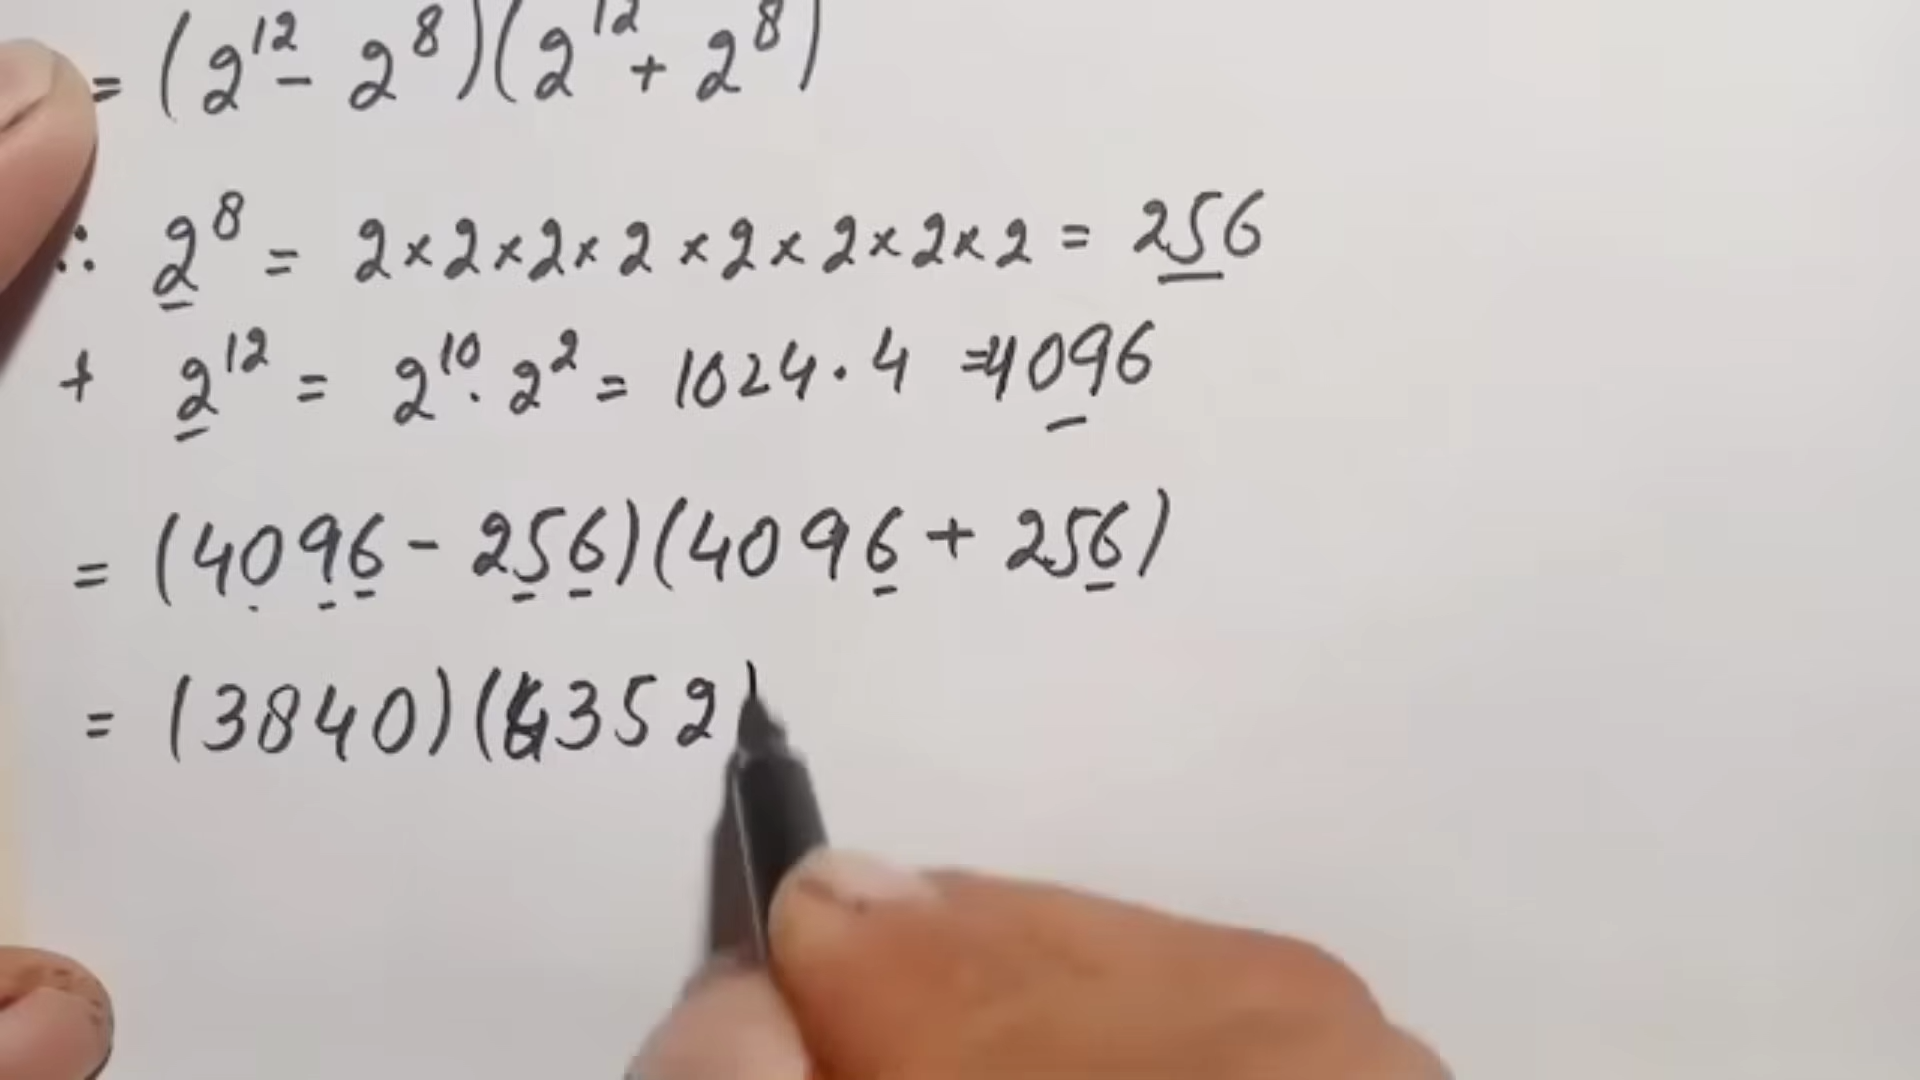 = (2¹² - 2⁸)(2¹² + 2⁸)
∴ 2⁸ = 2×2×2×2×2×2×2×2 = 256
+ 2¹² = 2¹⁰·2² = 1024·4 =4096
= (4096 - 256)(4096 + 256)
= (3840)(4352)